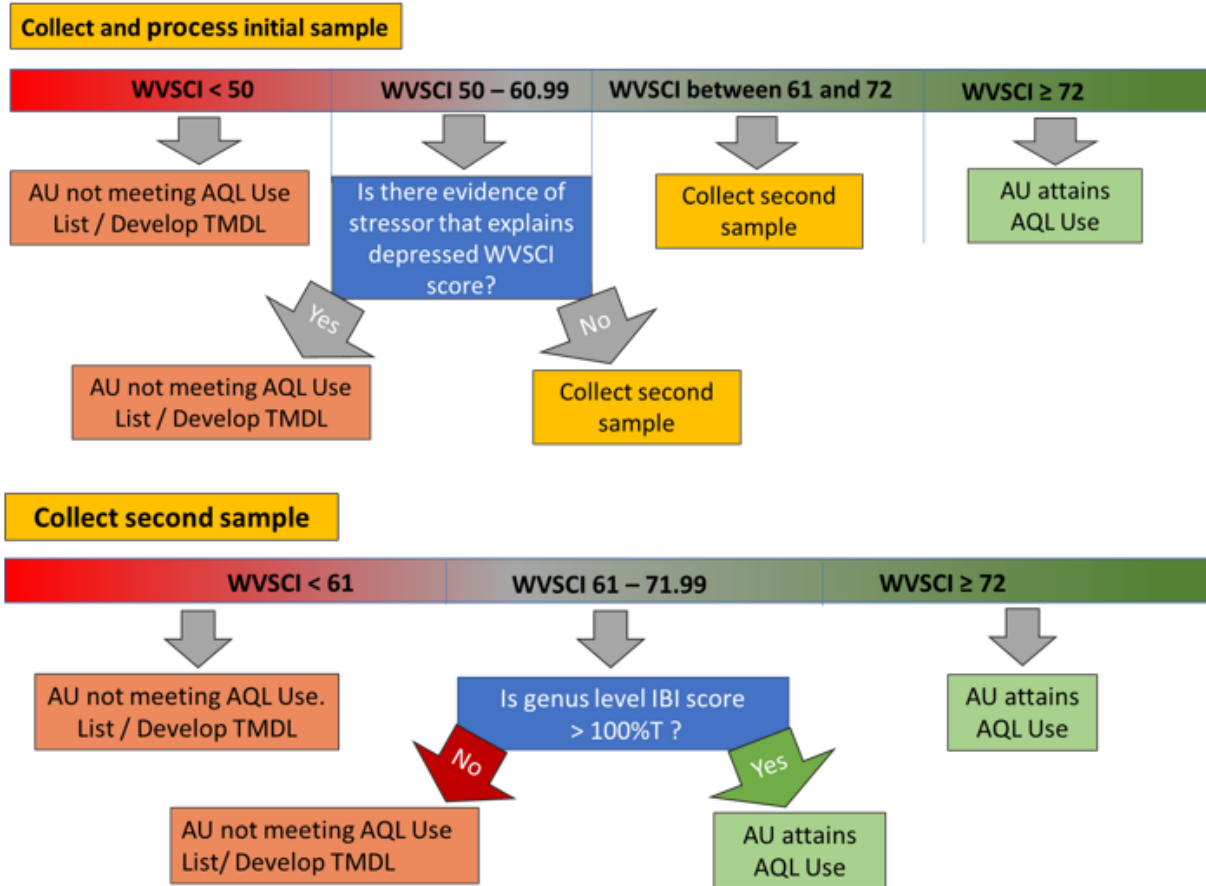 Collect and process initial sample
WVSCI < 50
WVSCI 50 – 60.99
WVSCI between 61 and 72
WVSCI ≥ 72
AU not meeting AQL Use
List / Develop TMDL
Is there evidence of
stressor that explains
depressed WVSCI
score?
Collect second
sample
AU attains
AQL Use
Yes
No
AU not meeting AQL Use
List / Develop TMDL
Collect second
sample
Collect second sample
WVSCI < 61
WVSCI 61 – 71.99
WVSCI ≥ 72
AU not meeting AQL Use.
List / Develop TMDL
Is genus level IBI score
> 100%T ?
AU attains
AQL Use
No
Yes
AU not meeting AQL Use
List/ Develop TMDL
AU attains
AQL Use